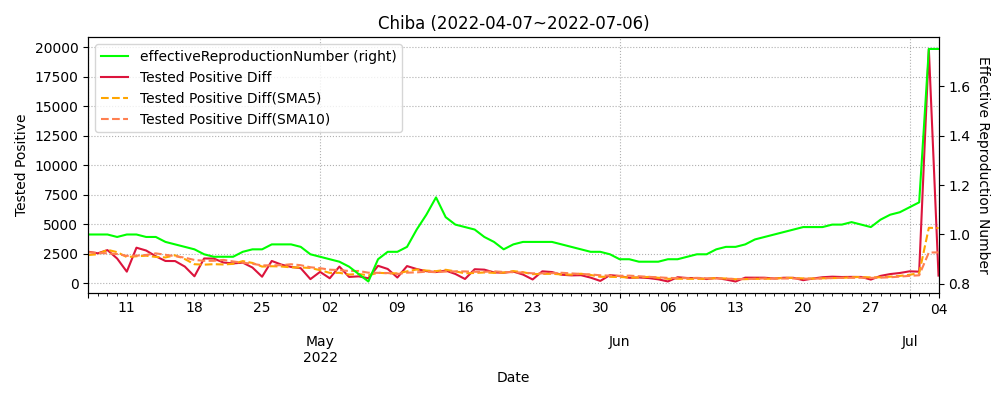 Chiba (2022-04-07~2022-07-06)
effectiveReproductionNumber (right)
Tested Positive Diff
Tested Positive Diff(SMA5)
Tested Positive Diff(SMA10)
Tested Positive
20000
17500
15000
12500
10000
7500
5000
2500
0
Effective Reproduction Number
1.6
1.4
1.2
1.0
0.8
11 18 25 02 09 16 23 30 06 13 20 27 04
May Jun Jul
2022
Date